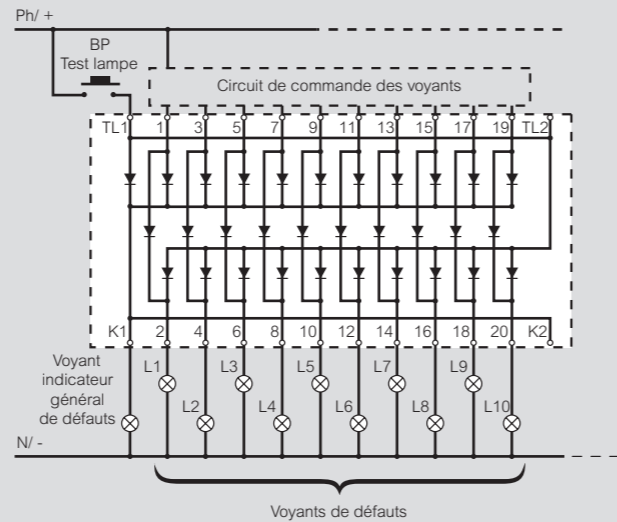 Ph/ +
BP
Test lampe
Circuit de commande des voyants
TL1 1 3 5 7 9 11 13 15 17 19 TL2
K1 2 4 6 8 10 12 14 16 18 20 K2
Voyant
indicateur
général
de défauts
L1 L3 L5 L7 L9
L2 L4 L6 L8 L10
N/ -
Voyants de défauts